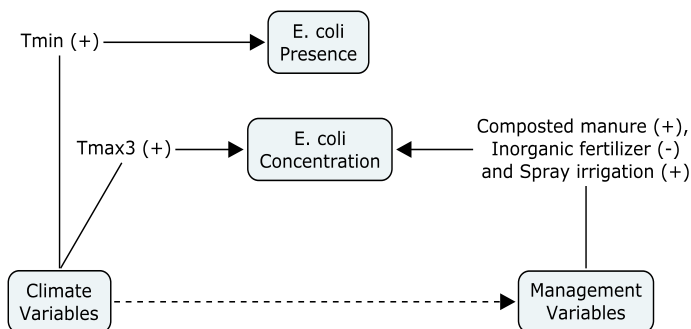 Tmin (+)
E. coli
Presence
Tmax3 (+)
E. coli
Concentration
Composted manure (+),
Inorganic fertilizer (-)
and Spray irrigation (+)
Climate
Variables
Management
Variables